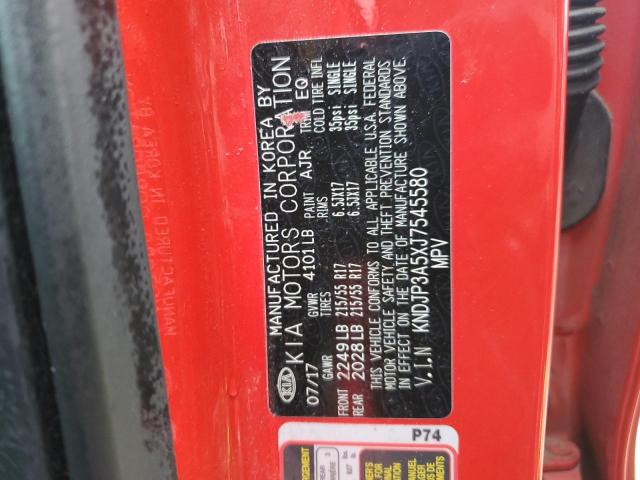 MANUFACTURED IN KOREA BY
KIA KIA MOTORS CORPORATION
07/17 GVWR 4101LB PAINT AJR TRIM EQ
GAWR TIRES RIMS COLD TIRE INFL
FRONT 2249LB 215/55 R17 6.5JX17 35psi SINGLE
REAR 2028LB 215/55 R17 6.5JX17 35psi SINGLE
THIS VEHICLE CONFORMS TO ALL APPLICABLE U.S.A. FEDERAL
MOTOR VEHICLE SAFETY AND THEFT PREVENTION STANDARDS
IN EFFECT ON THE DATE OF MANUFACTURE SHOWN ABOVE.
V.I.N KNDJP3A5XJ7545580
MPV
P74